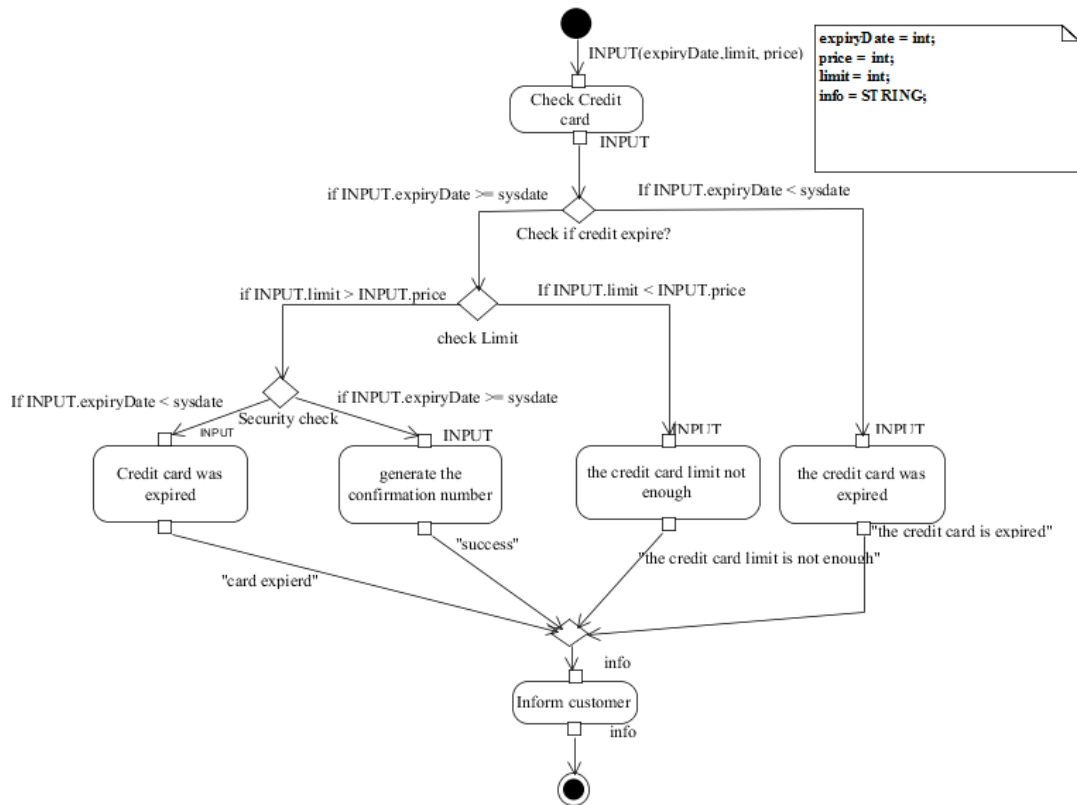 expiryDate = int;
price = int;
limit = int;
info = STRING;
INPUT(expiryDate,limit, price)
Check Credit
card
INPUT
if INPUT.expiryDate >= sysdate
If INPUT.expiryDate < sysdate
Check if credit expire?
if INPUT.limit > INPUT.price
If INPUT.limit < INPUT.price
check Limit
If INPUT.expiryDate < sysdate
if INPUT.expiryDate >= sysdate
Security check
INPUT
INPUT
INPUT
INPUT
Credit card was
expired
generate the
confirmation number
the credit card limit not
enough
the credit card was
expired
"card expierd"
"success"
"the credit card limit is not enough"
"the credit card is expired"
info
Inform customer
info